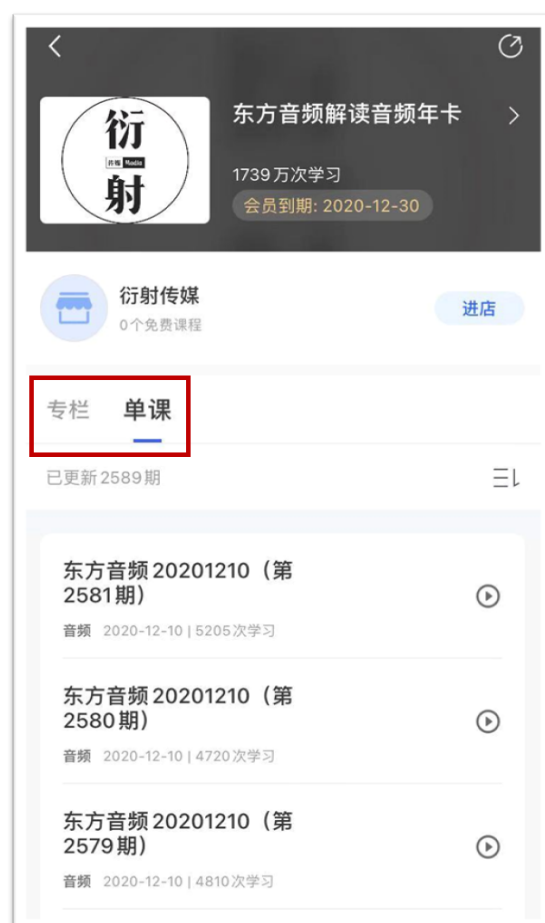 衍
传媒 Media
射
东方音频解读音频年卡
1739万次学习
会员到期: 2020-12-30
衍射传媒
0个免费课程
进店
专栏 单课
已更新2589期
东方音频20201210（第
2581期）
音频 2020-12-10 | 5205次学习
东方音频20201210（第
2580期）
音频 2020-12-10 | 4720次学习
东方音频20201210（第
2579期）
音频 2020-12-10 | 4810次学习